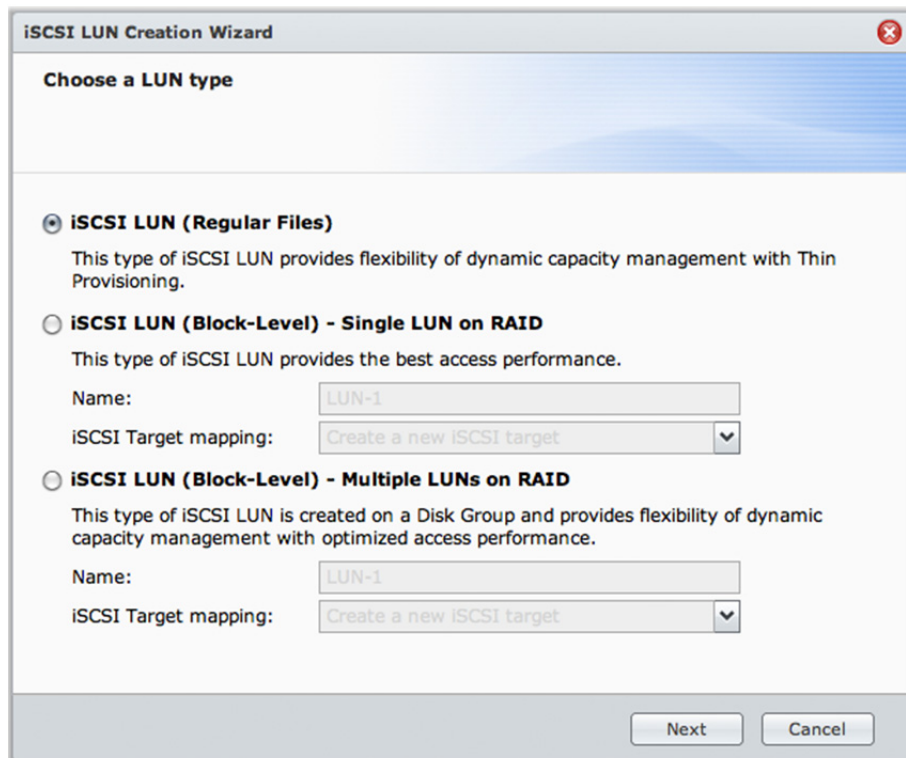 iSCSI LUN Creation Wizard
Choose a LUN type
iSCSI LUN (Regular Files)
This type of iSCSI LUN provides flexibility of dynamic capacity management with Thin
Provisioning.
iSCSI LUN (Block-Level) - Single LUN on RAID
This type of iSCSI LUN provides the best access performance.
Name:
LUN-1
iSCSI Target mapping:
Create a new iSCSI target
iSCSI LUN (Block-Level) - Multiple LUNs on RAID
This type of iSCSI LUN is created on a Disk Group and provides flexibility of dynamic
capacity management with optimized access performance.
Name:
LUN-1
iSCSI Target mapping:
Create a new iSCSI target
Next
Cancel